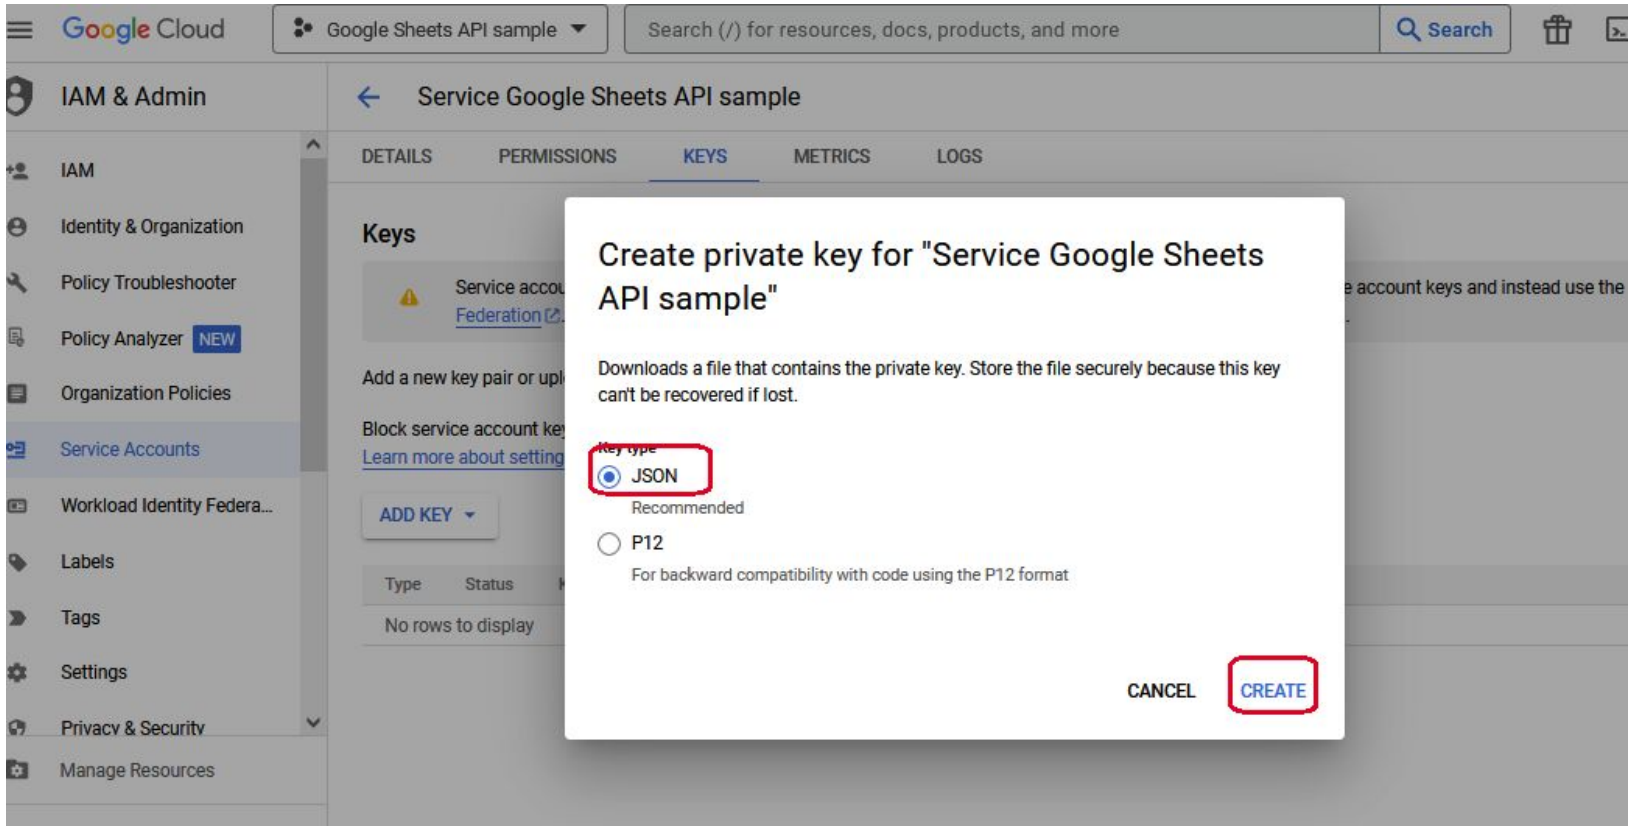 Google Cloud
Google Sheets API sample
Search (/) for resources, docs, products, and more
Search
IAM & Admin
Service Google Sheets API sample
IAM
Identity & Organization
Policy Troubleshooter
Policy Analyzer NEW
Organization Policies
Service Accounts
Workload Identity Federa...
Labels
Tags
Settings
Privacy & Security
Manage Resources
DETAILS PERMISSIONS KEYS METRICS LOGS
Keys
Service accou
e account keys and instead use the
Federation
Add a new key pair or upl
Block service account key
Learn more about setting
ADD KEY
Type Status K
No rows to display
Create private key for "Service Google Sheets
API sample"
Downloads a file that contains the private key. Store the file securely because this key
can't be recovered if lost.
Key type
JSON
Recommended
P12
For backward compatibility with code using the P12 format
CANCEL CREATE